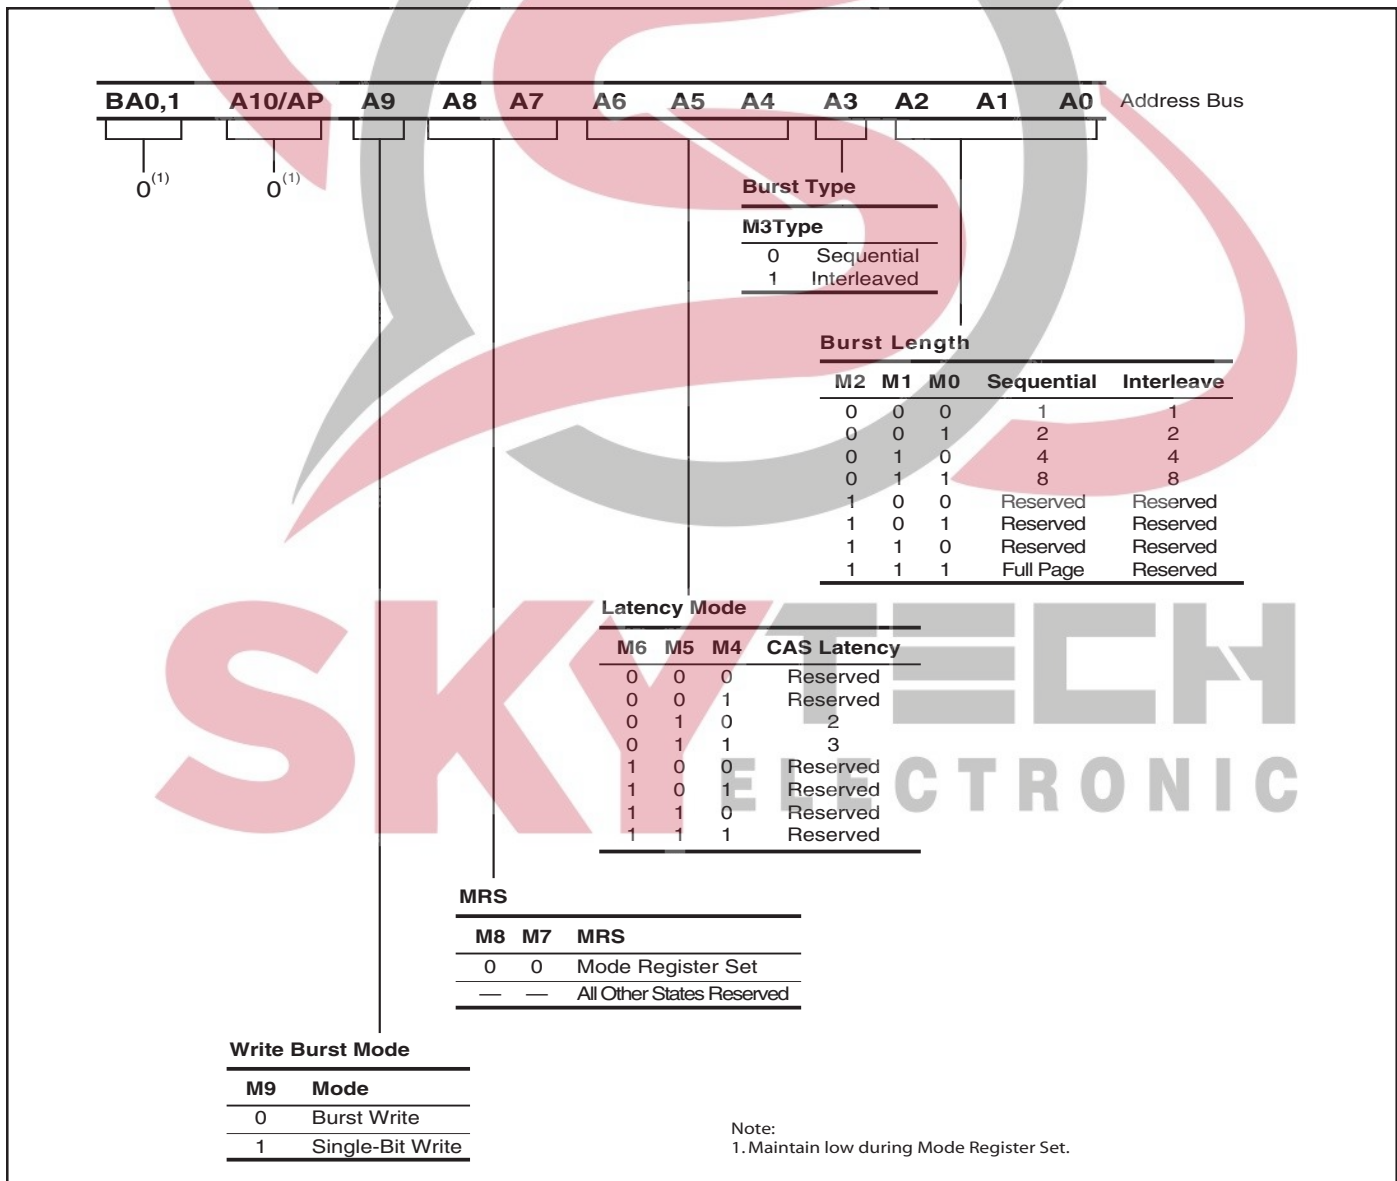 BA0,1 A10/AP A9 A8 A7 A6 A5 A4 A3 A2 A1 A0 Address Bus
0(1) 0(1)
Burst Type
M3Type
0 Sequential
1 Interleaved
Burst Length
M2 M1 M0 Sequential Interleave
0 0 0 1 1
0 0 1 2 2
0 1 0 4 4
0 1 1 8 8
1 0 0 Reserved Reserved
1 0 1 Reserved Reserved
1 1 0 Reserved Reserved
1 1 1 Full Page Reserved
Latency Mode
M6 M5 M4 CAS Latency
0 0 0 Reserved
0 0 1 Reserved
0 1 0 2
0 1 1 3
1 0 0 Reserved
1 0 1 Reserved
1 1 0 Reserved
1 1 1 Reserved
SKYTECH
ELECTRONIC
MRS
M8 M7 MRS
0 0 Mode Register Set
— — All Other States Reserved
Write Burst Mode
M9 Mode
0 Burst Write
1 Single-Bit Write
Note:
1. Maintain low during Mode Register Set.